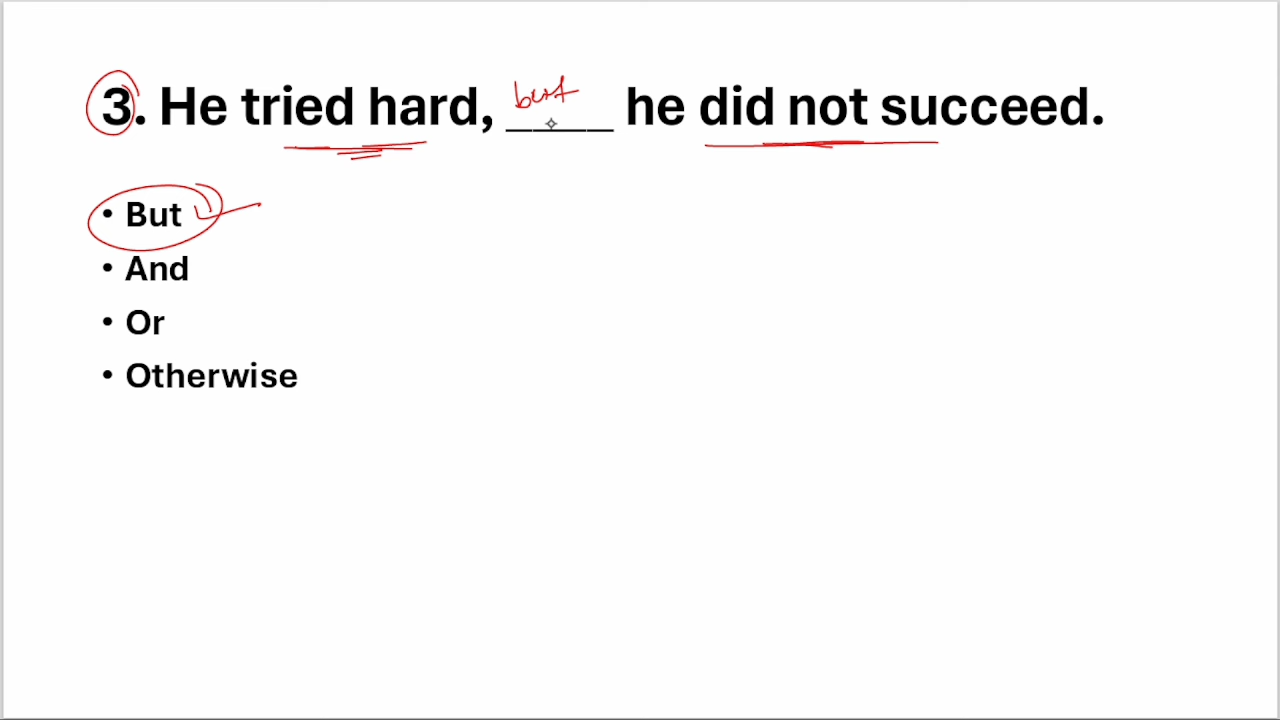 3. He tried hard, but _____ he did not succeed.
• But
• And
• Or
• Otherwise